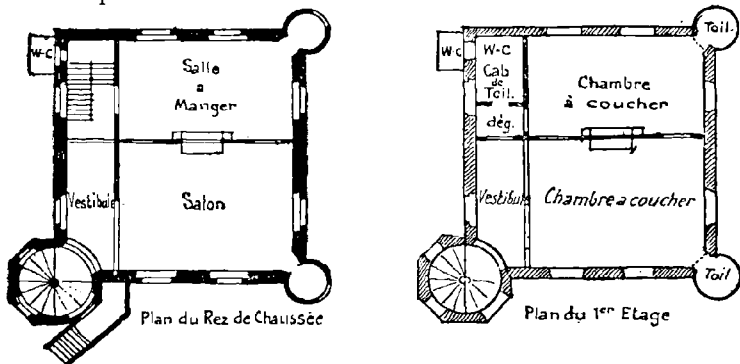 W-C
Salle
à
Manger
Vestibule
Salon
Plan du Rez de Chaussée
W-C
W-C
Cab
de
Toil.
dég.
Chambre
à coucher
Toil.
Vestibule
Chambre a coucher
Toil
Plan du 1er Etage